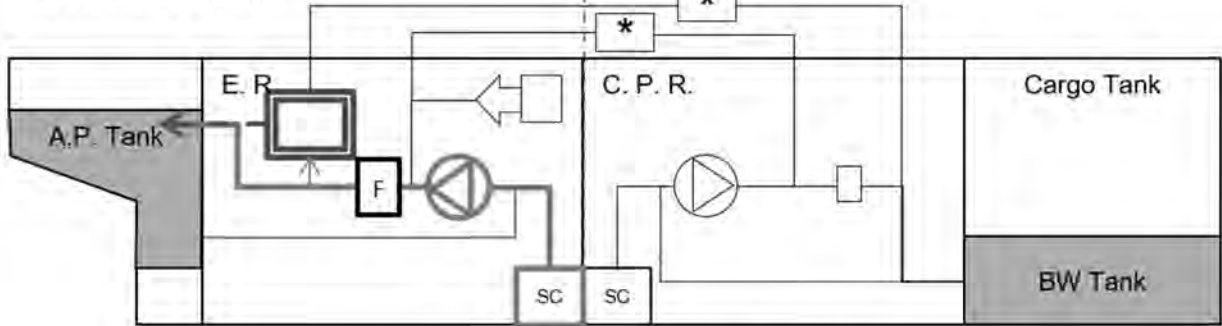 *
*
E. R.
C. P. R.
Cargo Tank
A.P. Tank
F
SC
SC
BW Tank